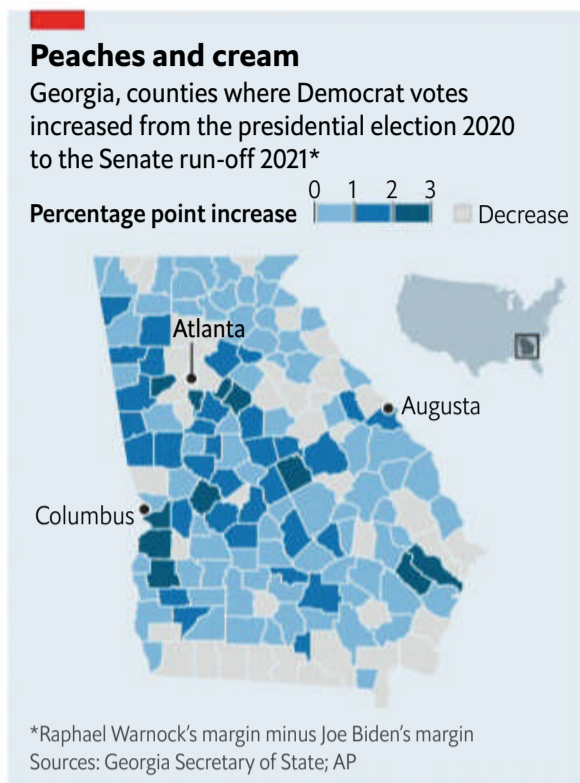 Peaches and cream
Georgia, counties where Democrat votes
increased from the presidential election 2020
to the Senate run-off 2021*
0 1 2 3
Percentage point increase
Decrease
Atlanta
Augusta
Columbus
*Raphael Warnock's margin minus Joe Biden's margin
Sources: Georgia Secretary of State; AP